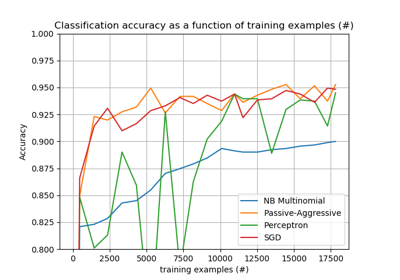 Classification accuracy as a function of training examples (#)
1.000
0.975
0.950
0.925
0.900
0.875
0.850
0.825
0.800
Accuracy
NB Multinomial
Passive-Aggressive
Perceptron
SGD
0 2500 5000 7500 10000 12500 15000 17500
training examples (#)